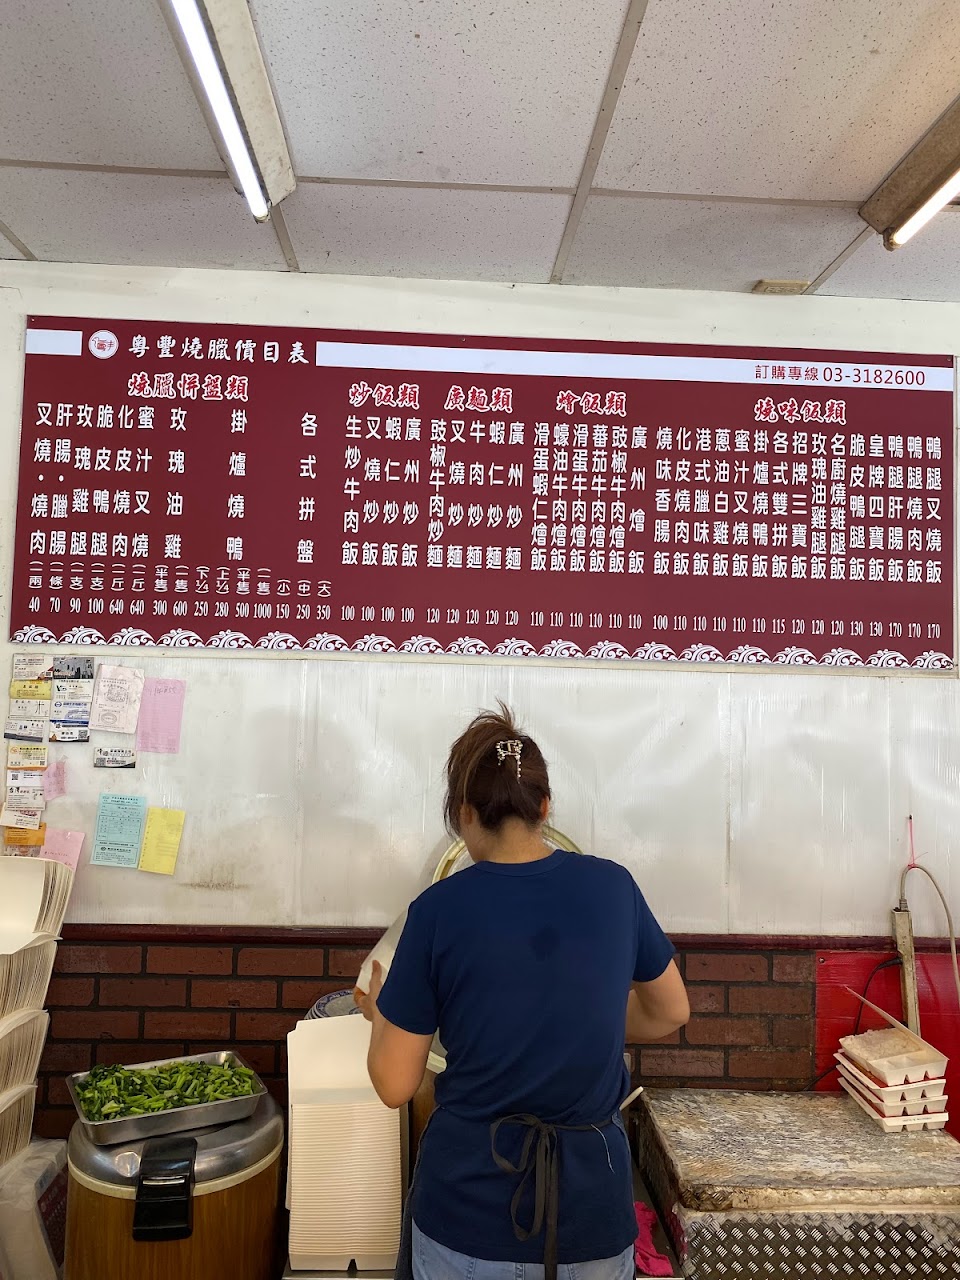 粵豐燒臘價目表
訂購專線 03-3182600
燒臘拼盤類
叉燒·燒肉 (一兩) 40
肝腸·臘腸 (一條) 70
玫瑰雞腿 (一支) 90
脆皮鴨腿 (一支) 100
化皮燒肉 (一斤) 640
蜜汁叉燒 (一斤) 640
玫瑰油雞 (半隻) 300 (一隻) 600
掛爐燒鴨 (下1/4) 250 (上1/4) 280 (半隻) 500 (一隻) 1000
各式拼盤 (小) 150 (中) 250 (大) 350
炒飯類
生炒牛肉飯 100
叉燒炒飯 100
蝦仁炒飯 100
廣州炒飯 100
廣麵類
豉椒牛肉炒麵 120
叉燒炒麵 120
牛肉炒麵 120
蝦仁炒麵 120
廣州炒麵 120
燴飯類
滑蛋蝦仁燴飯 110
蠔油牛肉燴飯 110
滑蛋牛肉燴飯 110
蕃茄牛肉燴飯 110
豉椒牛肉燴飯 110
廣州燴飯 110
燒味飯類
燒味香腸飯 100
化皮燒肉飯 110
港式臘味飯 110
蔥油白雞飯 110
蜜汁叉燒飯 110
掛爐燒鴨飯 110
各式雙拼飯 115
招牌三寶飯 120
玫瑰油雞腿飯 120
名廚燒雞腿飯 120
脆皮鴨飯 130
皇牌四寶飯 130
鴨腿肝腸飯 170
鴨腿燒肉飯 170
鴨腿叉燒飯 170